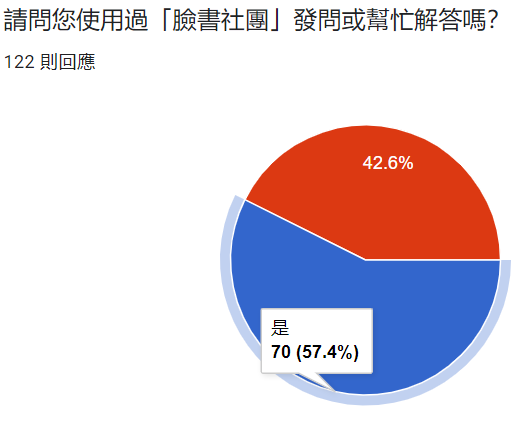 請問您使用過「臉書社團」發問或幫忙解答嗎?
122 則回應
42.6%
是
70 (57.4%)